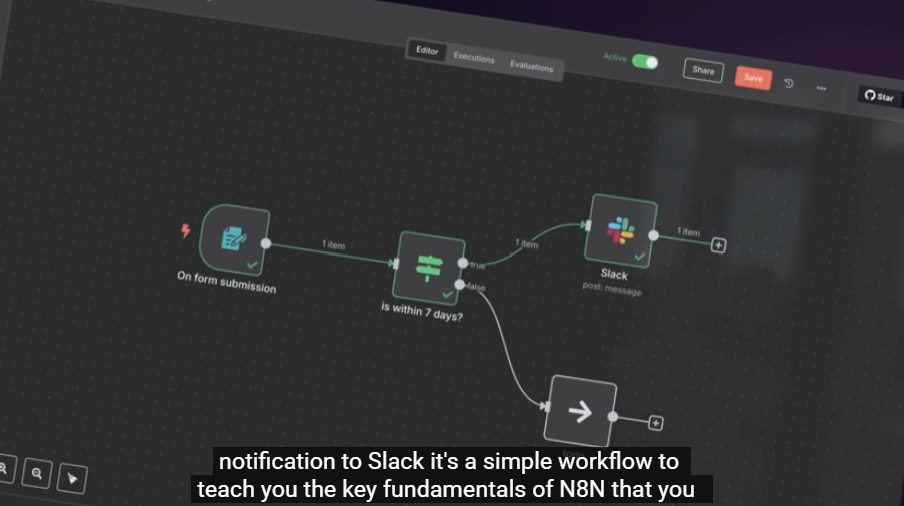 Editor Executions Evaluations
Active
Share
Save
Star
1 item
On form submission
is within 7 days?
true
false
1 item
Slack
post: message
1 item
notification to Slack it's a simple workflow to
teach you the key fundamentals of N8N that you